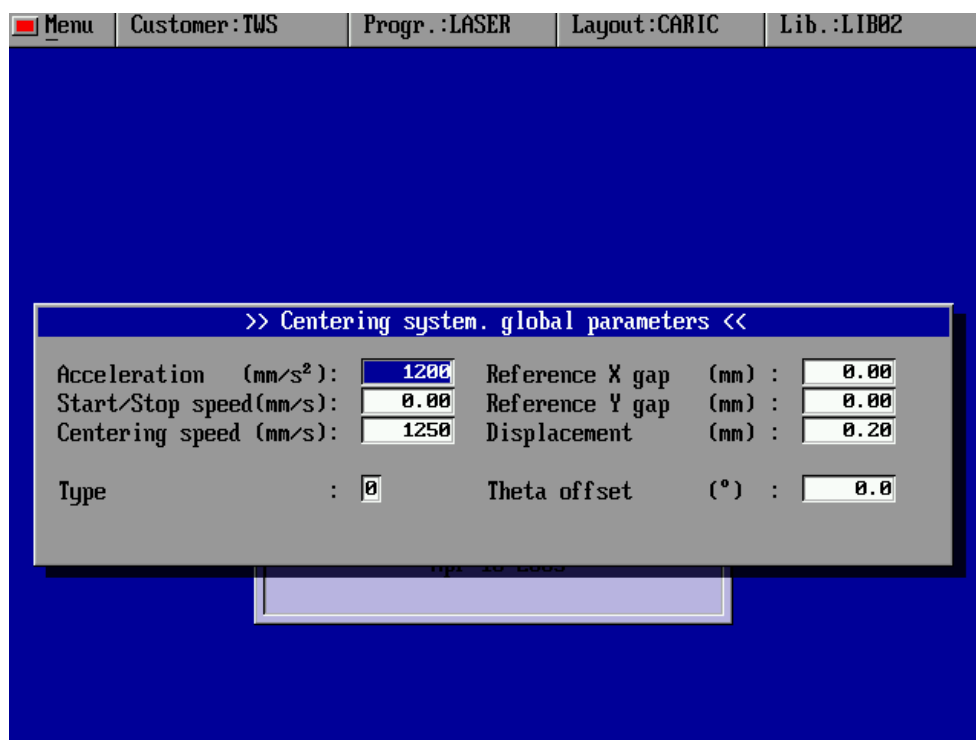 Menu Customer:TWS Progr.:LASER Layout:CARIC Lib.:LIB02
>> Centering system. global parameters <<
Acceleration (mm/s²): 1200 Reference X gap (mm) : 0.00
Start/Stop speed(mm/s): 0.00 Reference Y gap (mm) : 0.00
Centering speed (mm/s): 1250 Displacement (mm) : 0.20
Type : 0 Theta offset (°) : 0.0